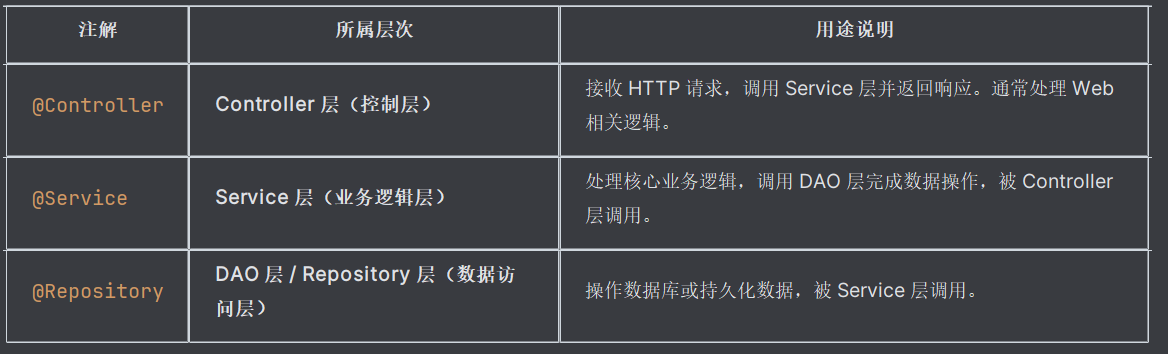 注解
所属层次
用途说明
@Controller
Controller 层（控制层）
接收 HTTP 请求，调用 Service 层并返回响应。通常处理 Web
相关逻辑。
@Service
Service 层（业务逻辑层）
处理核心业务逻辑，调用 DAO 层完成数据操作，被 Controller
层调用。
@Repository
DAO 层 / Repository 层（数据访
问层）
操作数据库或持久化数据，被 Service 层调用。